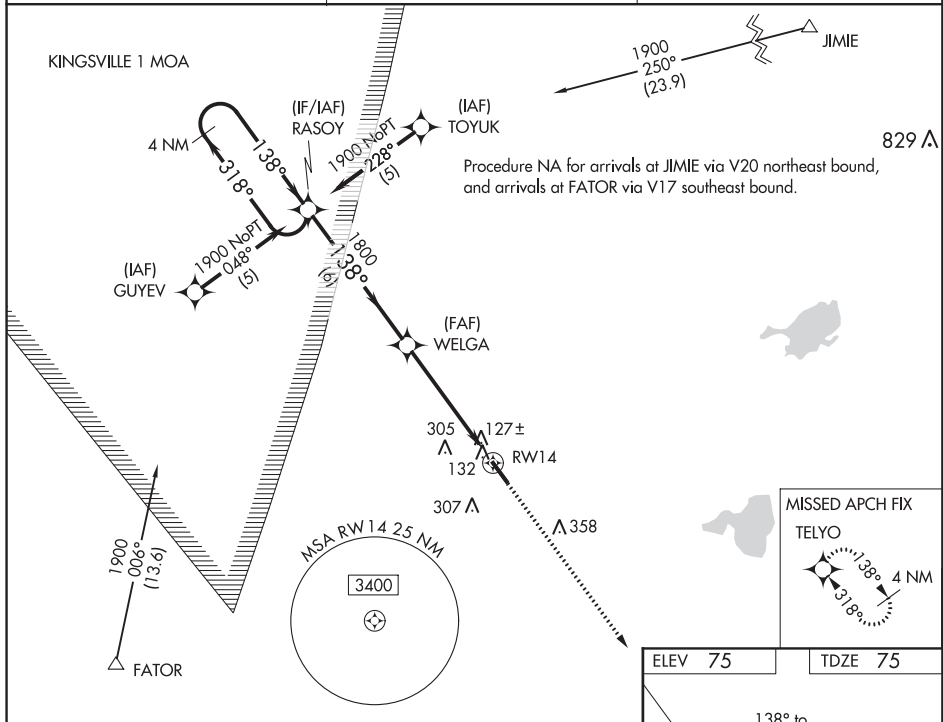 KINGSVILLE 1 MOA
JIMIE
1900
250°
(23.9)
(IF/IAF)
RASOY
(IAF)
TOYUK
4 NM
138°
318°
1900 NoPT
228°
(5)
829
Procedure NA for arrivals at JIMIE via V20 northeast bound,
and arrivals at FATOR via V17 southeast bound.
1900 NoPT
048°
(5)
(IAF)
GUYEV
1800
138°
(6)
(FAF)
WELGA
305
127±
132
RW14
307
358
MSA RW14 25 NM
3400
1900
006°
(13.6)
FATOR
MISSED APCH FIX
TELYO
138°
318°
4 NM
ELEV 75
TDZE 75
138° to